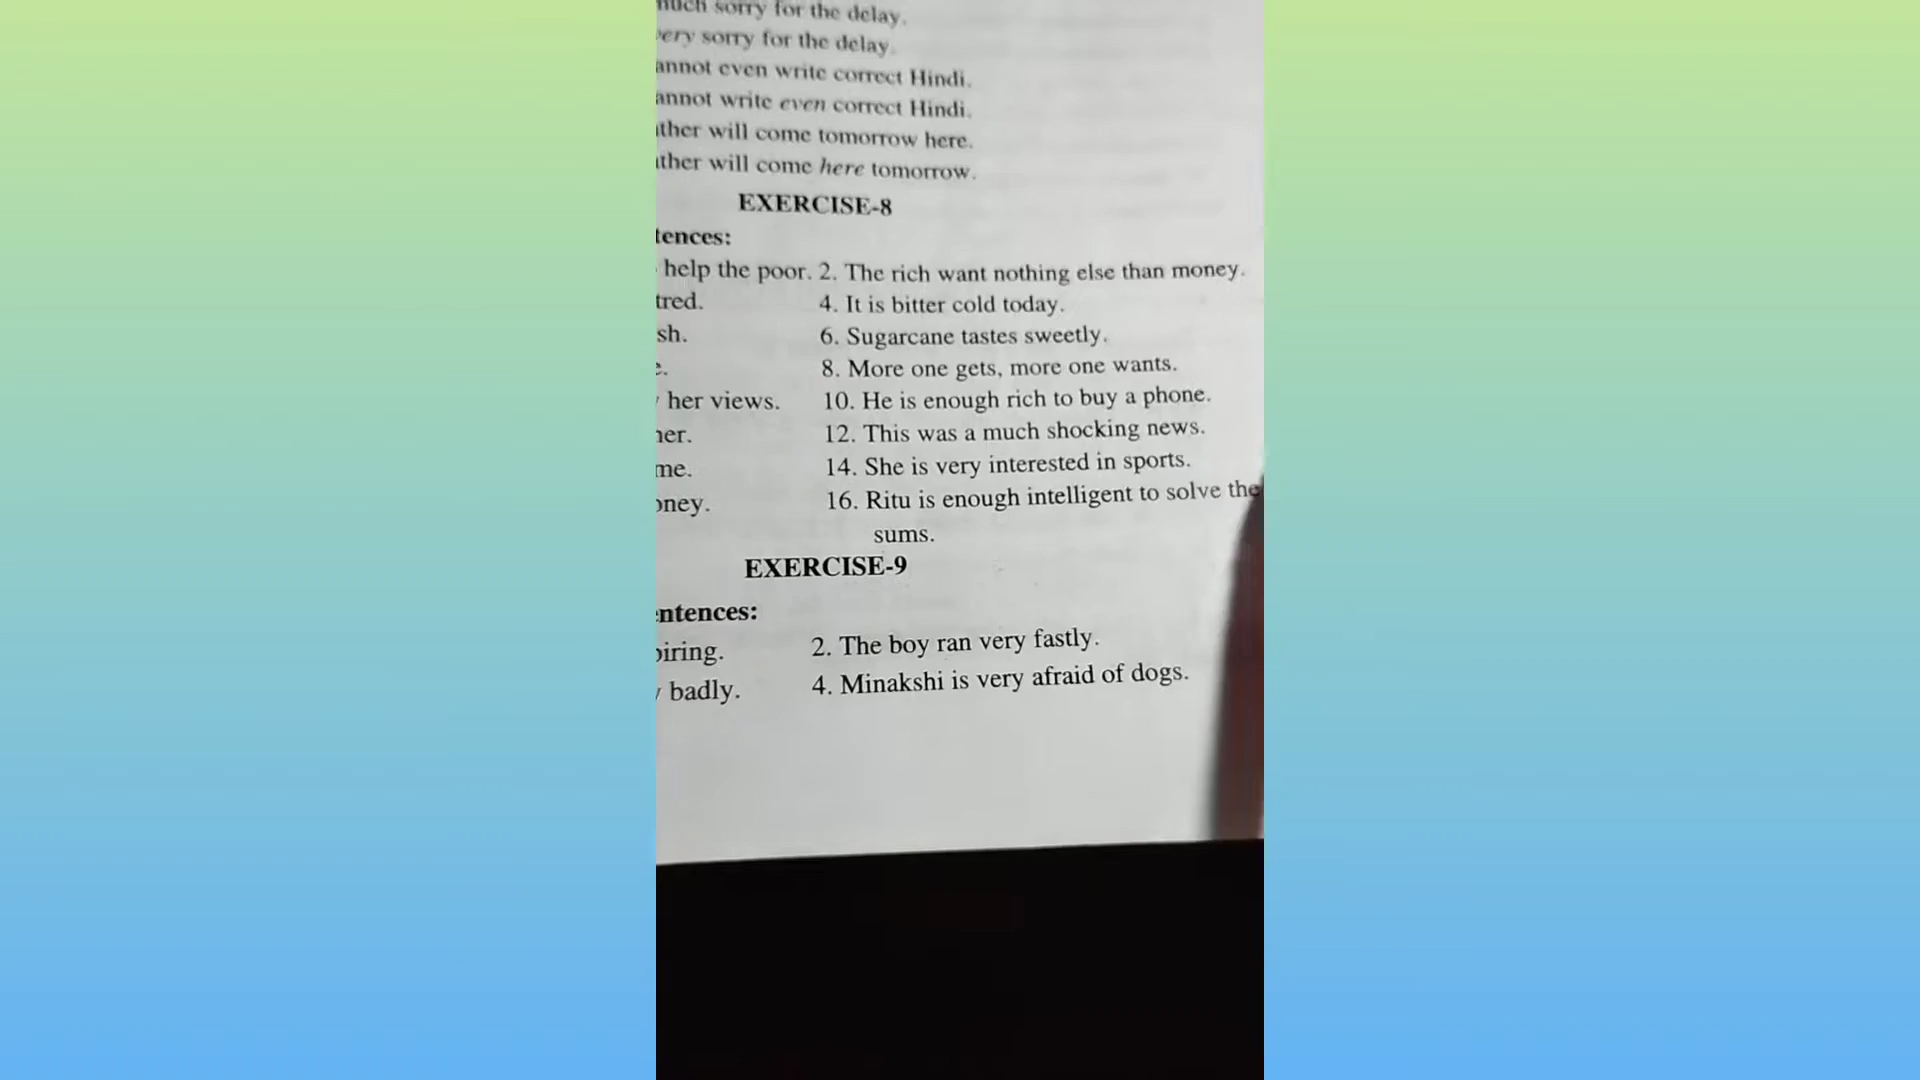 much sorry for the delay.
very sorry for the delay.
annot even write correct Hindi.
annot write even correct Hindi.
ther will come tomorrow here.
ther will come here tomorrow.
EXERCISE-8
tences:
help the poor. 2. The rich want nothing else than money.
tred. 4. It is bitter cold today.
sh. 6. Sugarcane tastes sweetly.
8. More one gets, more one wants.
her views. 10. He is enough rich to buy a phone.
her. 12. This was a much shocking news.
me. 14. She is very interested in sports.
oney. 16. Ritu is enough intelligent to solve the
sums.
EXERCISE-9
entences:
piring. 2. The boy ran very fastly.
badly. 4. Minakshi is very afraid of dogs.